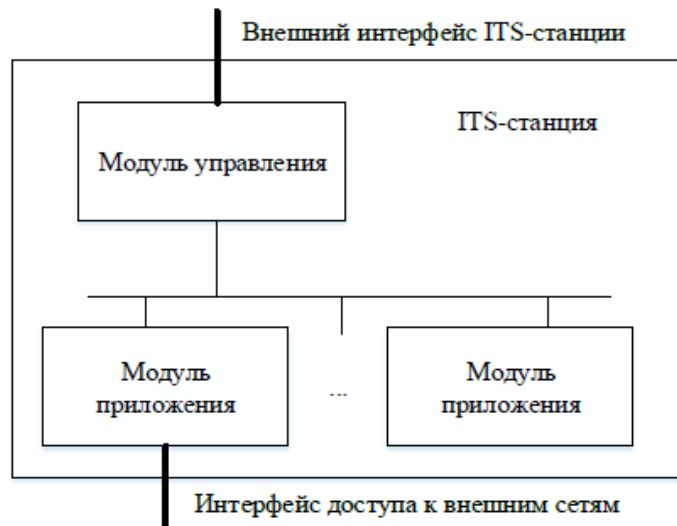 Внешний интерфейс ITS-станции
ITS-станция
Модуль управления
Модуль
приложения
...
Модуль
приложения
Интерфейс доступа к внешним сетям